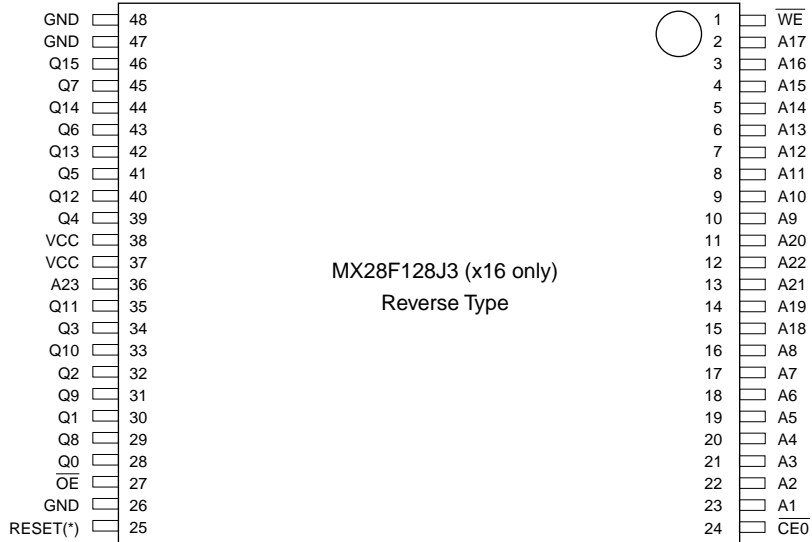 GND 48 1 WE
GND 47 2 A17
Q15 46 3 A16
Q7 45 4 A15
Q14 44 5 A14
Q6 43 6 A13
Q13 42 7 A12
Q5 41 8 A11
Q12 40 9 A10
Q4 39 10 A9
VCC 38 11 A20
VCC 37 12 A22
A23 36 13 A21
Q11 35 14 A19
Q3 34 15 A18
Q10 33 16 A8
Q2 32 17 A7
Q9 31 18 A6
Q1 30 19 A5
Q8 29 20 A4
Q0 28 21 A3
OE 27 22 A2
GND 26 23 A1
RESET(*) 25 24 CE0
MX28F128J3 (x16 only)
Reverse Type